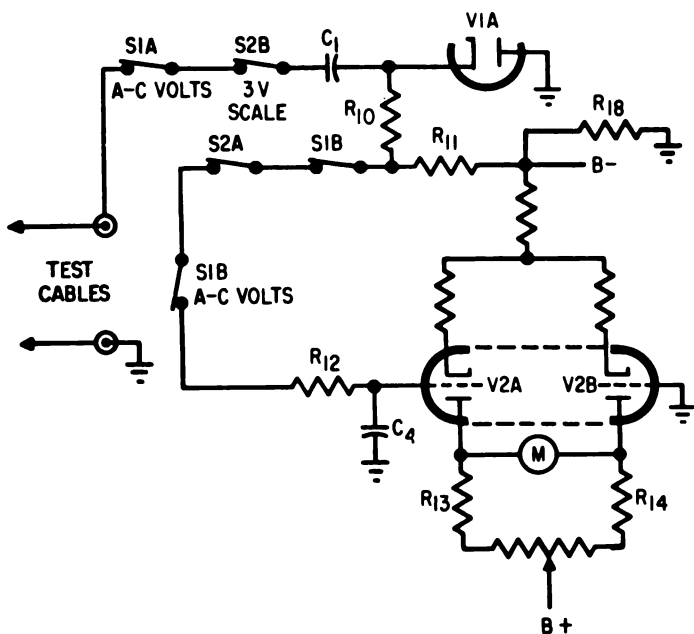 S1A
A-C VOLTS
S2B
3 V
SCALE
C1
V1A
R10
R11
R18
B-
S2A
S1B
TEST
CABLES
S1B
A-C VOLTS
R12
C4
V2A
V2B
M
R13
R14
B+